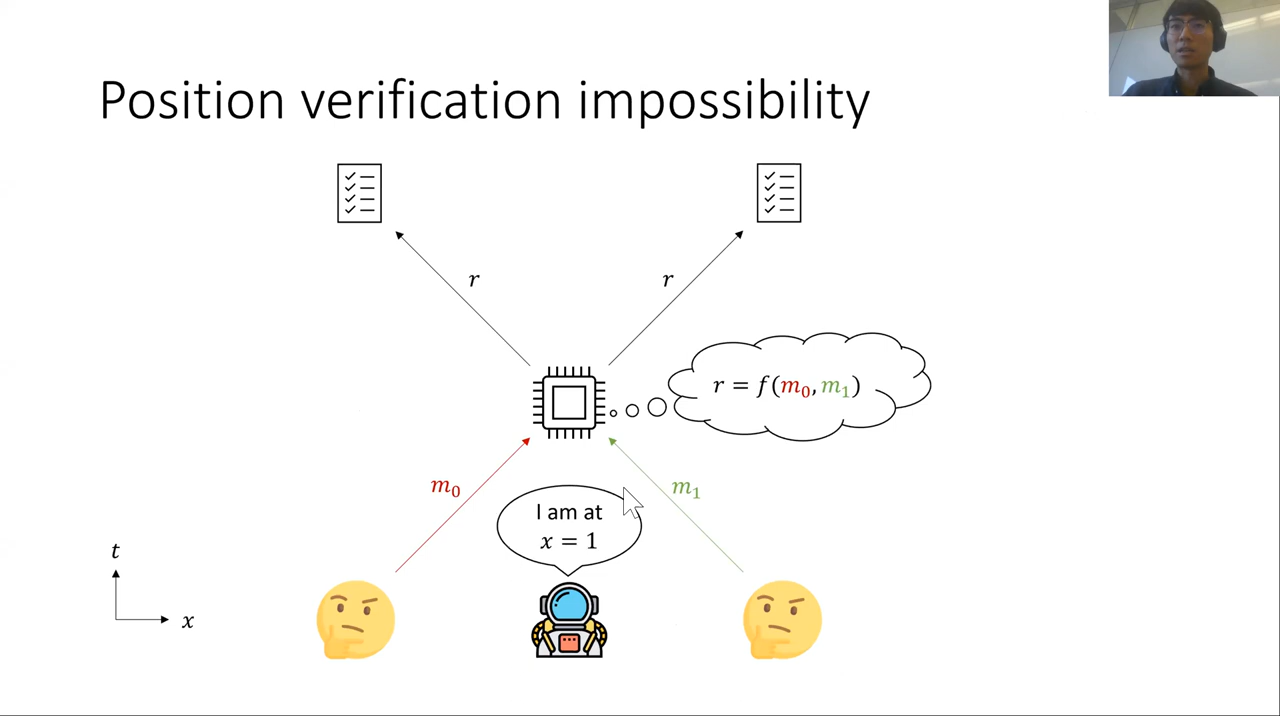 Position verification impossibility
r
r
r = f(m₀, m₁)
m₀
m₁
I am at
x = 1
t
x